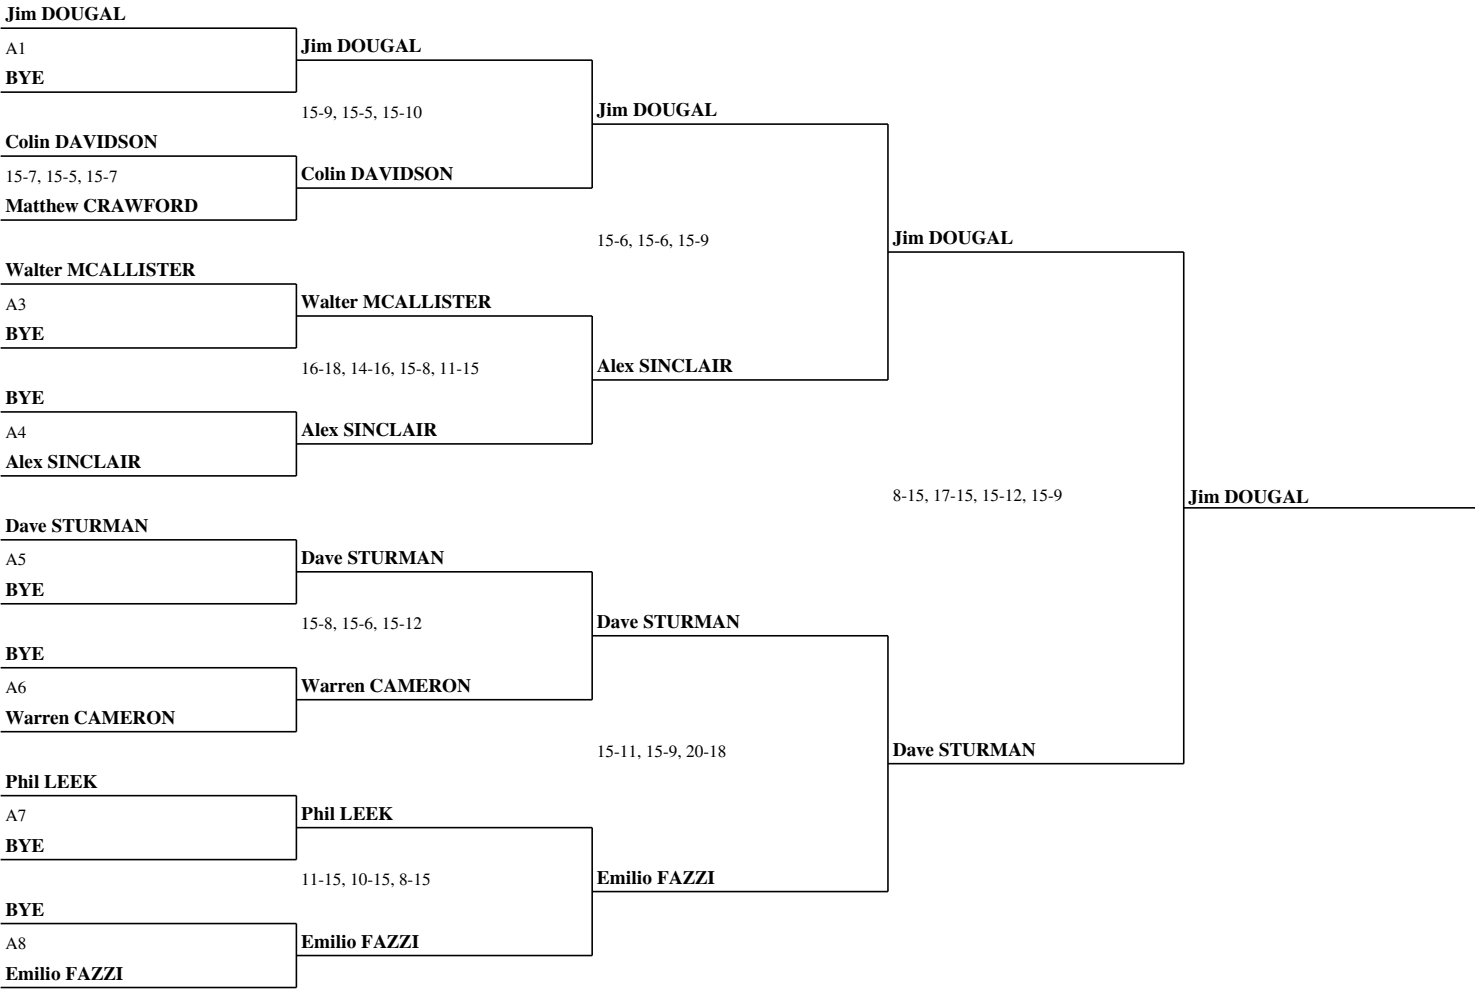 Jim DOUGAL
A1
BYE
Colin DAVIDSON
15-7, 15-5, 15-7
Matthew CRAWFORD
Walter MCALLISTER
A3
BYE
BYE
A4
Alex SINCLAIR
Dave STURMAN
A5
BYE
BYE
A6
Warren CAMERON
Phil LEEK
A7
BYE
BYE
A8
Emilio FAZZI
Jim DOUGAL
15-9, 15-5, 15-10
Colin DAVIDSON
Walter MCALLISTER
16-18, 14-16, 15-8, 11-15
Alex SINCLAIR
Dave STURMAN
15-8, 15-6, 15-12
Warren CAMERON
Phil LEEK
11-15, 10-15, 8-15
Emilio FAZZI
Jim DOUGAL
15-6, 15-6, 15-9
Alex SINCLAIR
Dave STURMAN
15-11, 15-9, 20-18
Emilio FAZZI
Jim DOUGAL
8-15, 17-15, 15-12, 15-9
Dave STURMAN
Jim DOUGAL